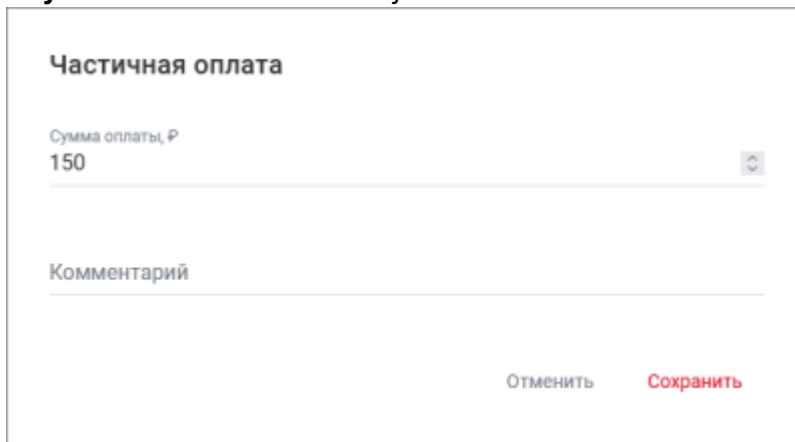 Частичная оплата
Сумма оплаты, ₽
150
Комментарий
Отменить Сохранить